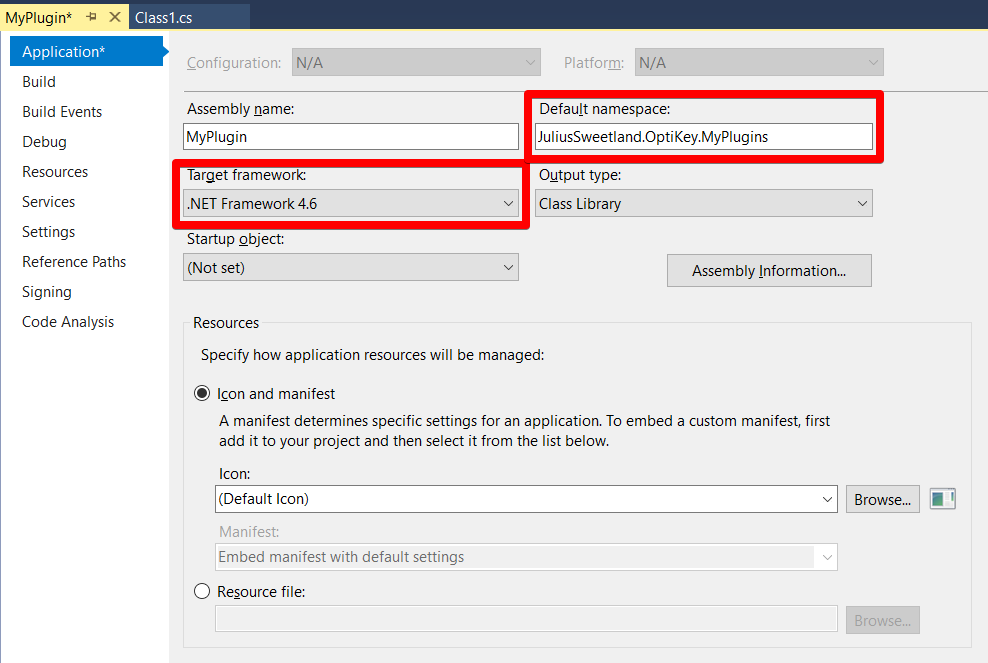 MyPlugin*
Class1.cs
Application*
Build
Build Events
Debug
Resources
Services
Settings
Reference Paths
Signing
Code Analysis
Configuration: N/A
Platform: N/A
Assembly name:
Default namespace:
MyPlugin
JuliusSweetland.OptiKey.MyPlugins
Target framework:
Output type:
.NET Framework 4.6
Class Library
Startup object:
(Not set)
Assembly Information...
Resources
Specify how application resources will be managed:
Icon and manifest
A manifest determines specific settings for an application. To embed a custom manifest, first
add it to your project and then select it from the list below.
Icon:
(Default Icon)
Browse...
Manifest:
Embed manifest with default settings
Resource file:
Browse...